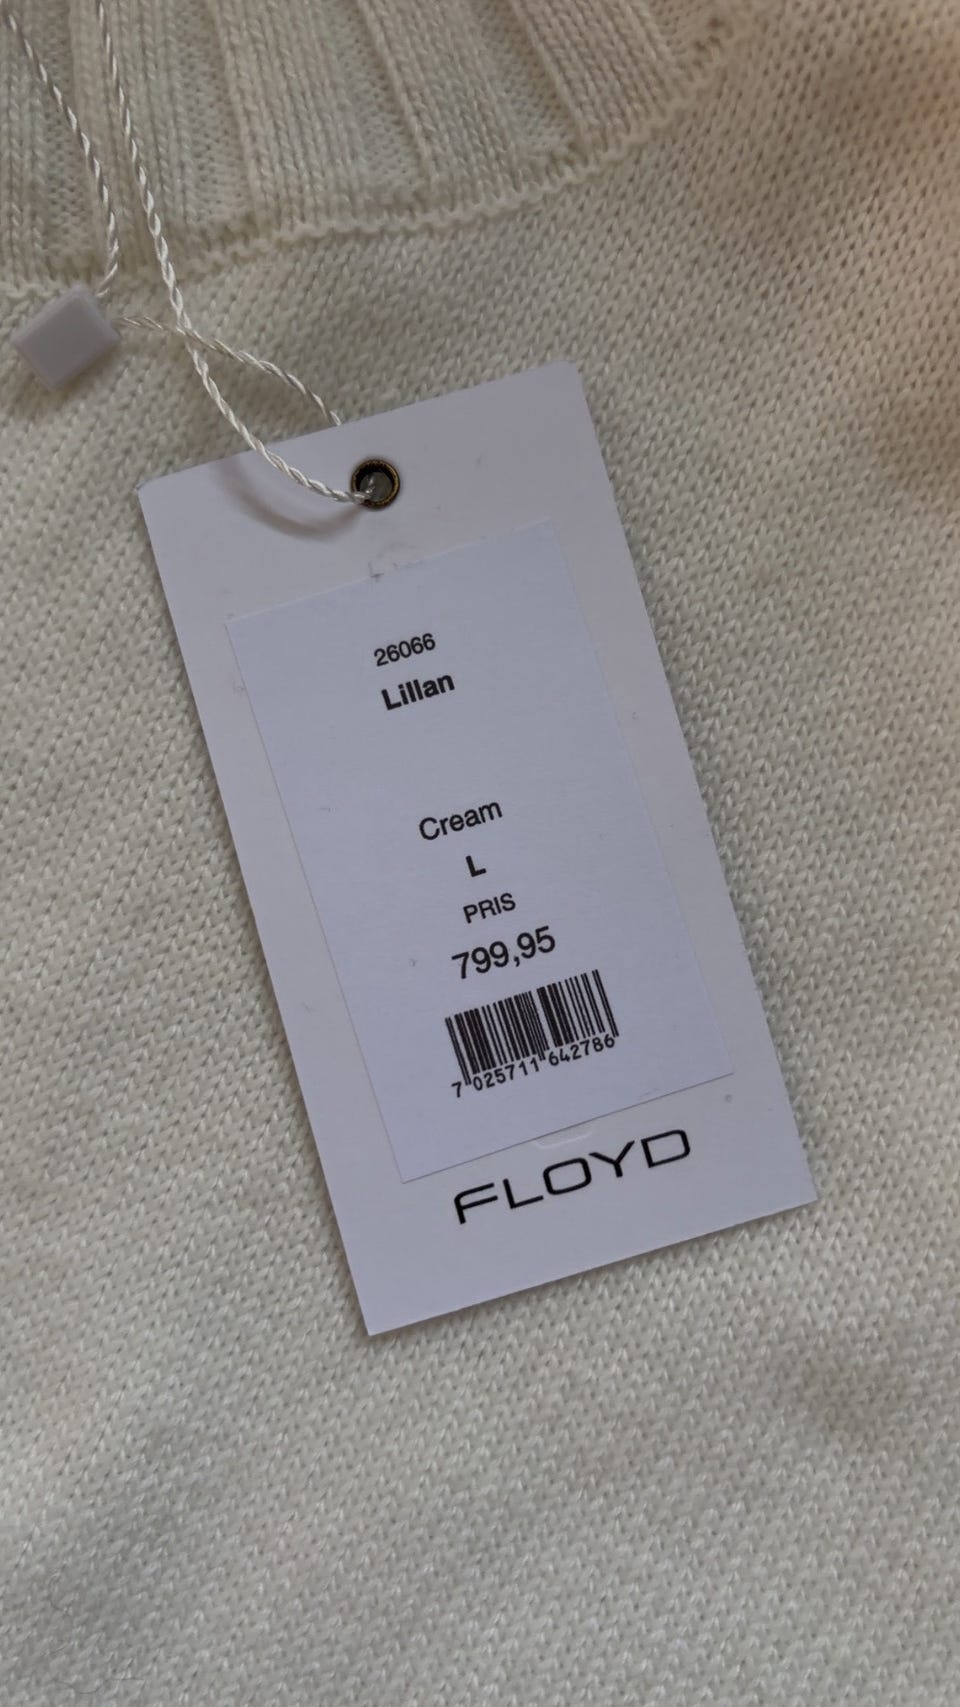 26066
Lillan
Cream
L
PRIS
799,95
7 025711 642786
FLOYD